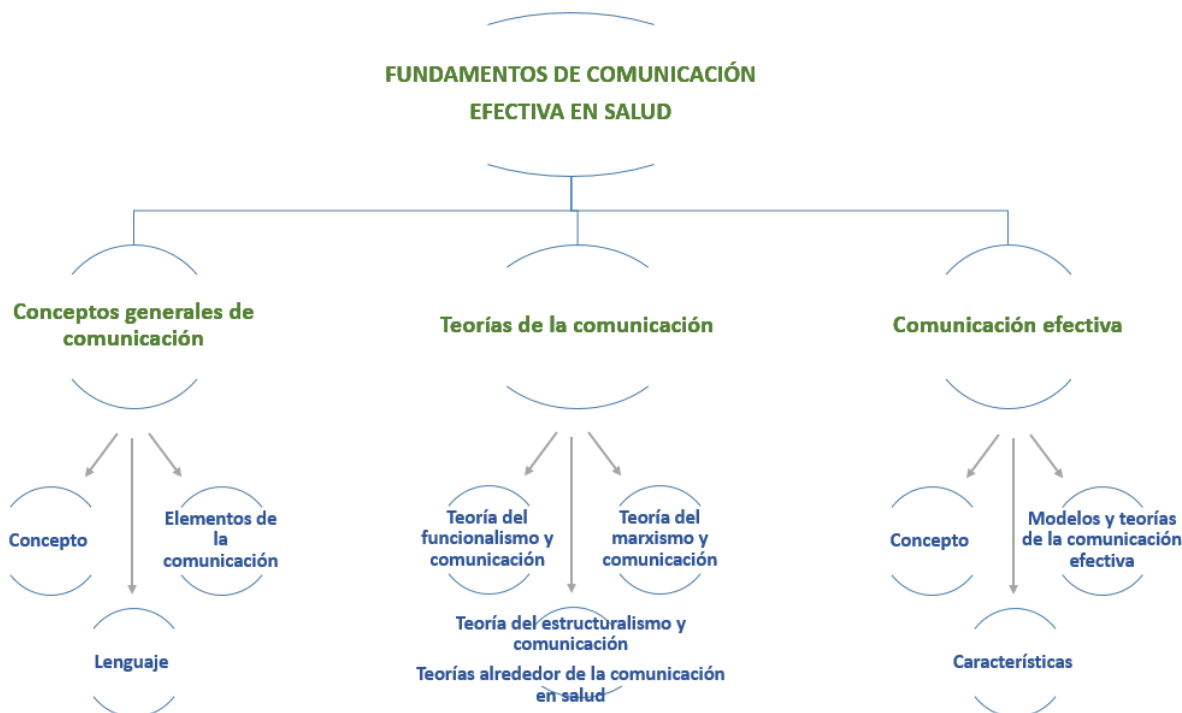 FUNDAMENTOS DE COMUNICACIÓN
EFECTIVA EN SALUD
Conceptos generales de
comunicación
Teorías de la comunicación
Comunicación efectiva
Concepto
Elementos de
la
comunicación
Lenguaje
Teoría del
funcionalismo y
comunicación
Teoría del
marxismo y
comunicación
Teoría del estructuralismo y
comunicación
Teorías alrededor de la comunicación
en salud
Concepto
Modelos y teorías
de la comunicación
efectiva
Características